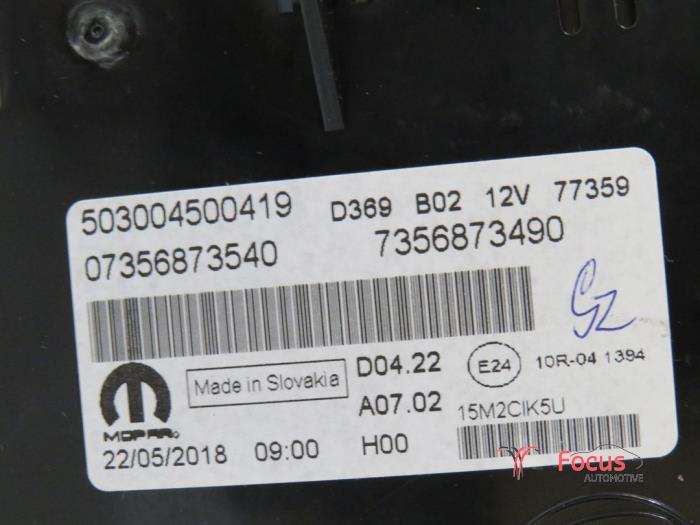 503004500419 D369 B02 12V 77359
07356873540 7356873490
Made in Slovakia D04.22 E24 10R-04 1394
A07.02 15M2CIK5U
MOPAR
22/05/2018 09:00 H00
Focus
AUTOMOTIVE